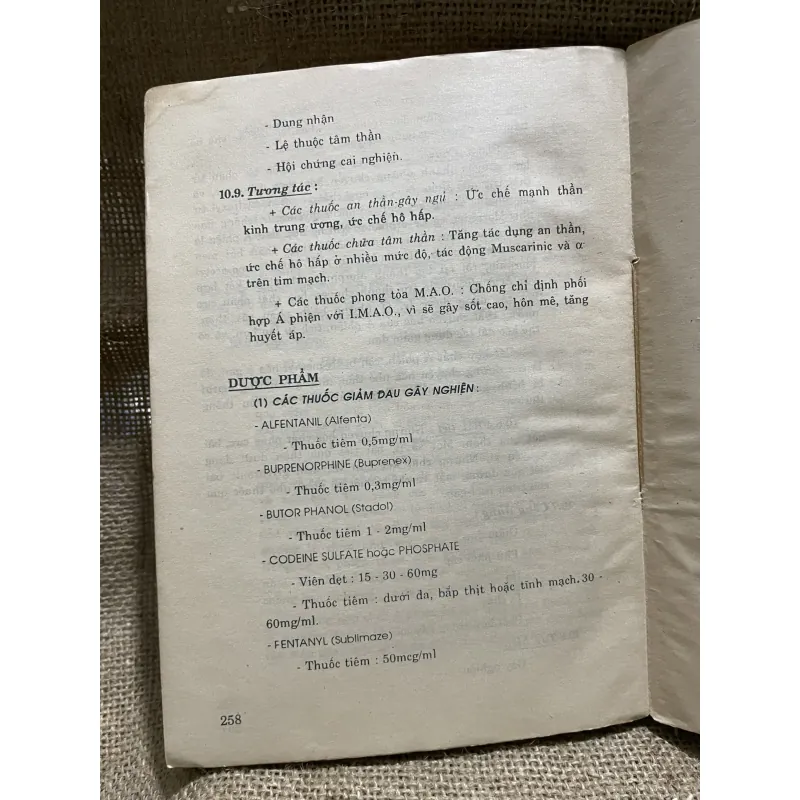 - Dung nhận
- Lệ thuộc tâm thần
- Hội chứng cai nghiện.
10.9. Tương tác :
+ Các thuốc an thần-gây ngủ : Ức chế mạnh thần
kinh trung ương, ức chế hô hấp.
+ Các thuốc chữa tâm thần : Tăng tác dụng an thần,
ức chế hô hấp ở nhiều mức độ, tác động Muscarinic và α
trên tim mạch.
+ Các thuốc phong tỏa M.A.O. : Chống chỉ định phối
hợp Á phiện với I.M.A.O., vì sẽ gây sốt cao, hôn mê, tăng
huyết áp.
DƯỢC PHẨM
(1) CÁC THUỐC GIẢM ĐAU GÂY NGHIỆN :
- ALFENTANIL (Alfenta)
- Thuốc tiêm 0,5mg/ml
- BUPRENORPHINE (Buprenex)
- Thuốc tiêm 0,3mg/ml
- BUTOR PHANOL (Stadol)
- Thuốc tiêm 1 - 2mg/ml
- CODEINE SULFATE hoặc PHOSPHATE
- Viên dẹt : 15 - 30 - 60mg
- Thuốc tiêm : dưới da, bắp thịt hoặc tĩnh mạch. 30 -
60mg/ml.
- FENTANYL (Sublimaze)
- Thuốc tiêm : 50mcg/ml
258